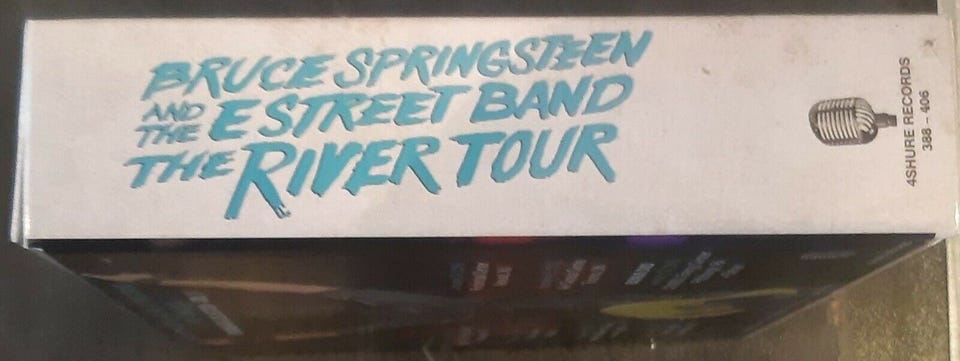 BRUCE SPRINGSTEEN
AND THE E STREET BAND
THE RIVER TOUR
4SHURE RECORDS
388 - 406